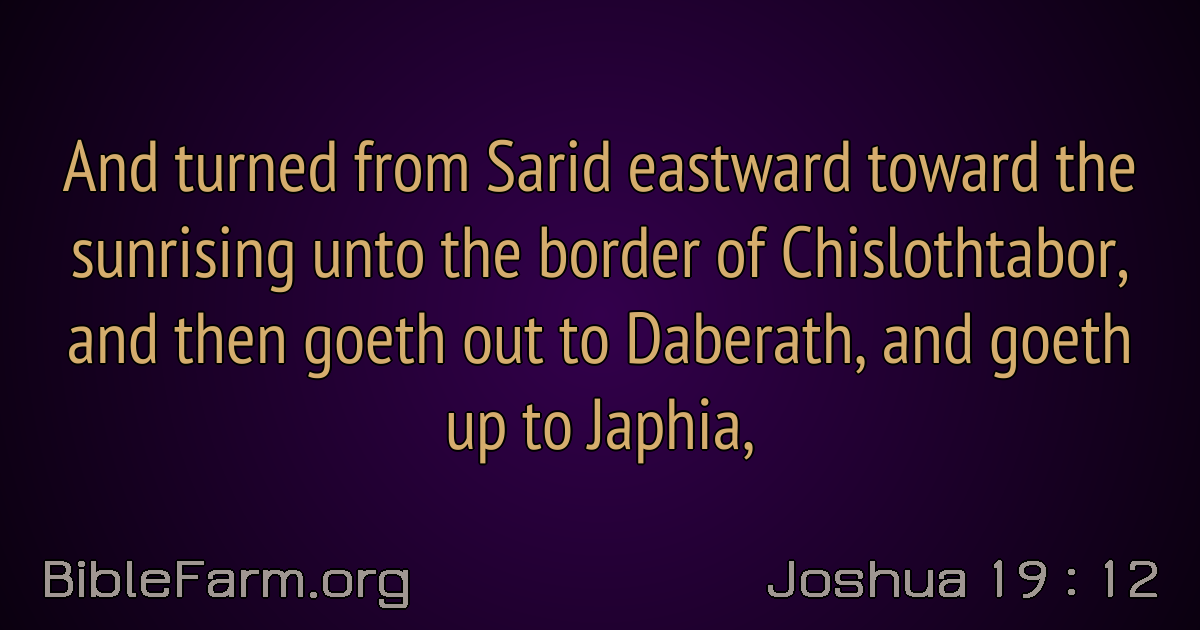 And turned from Sarid eastward toward the
sunrising unto the border of Chislothtabor,
and then goeth out to Daberath, and goeth
up to Japhia,
BibleFarm.org
Joshua 19 : 12